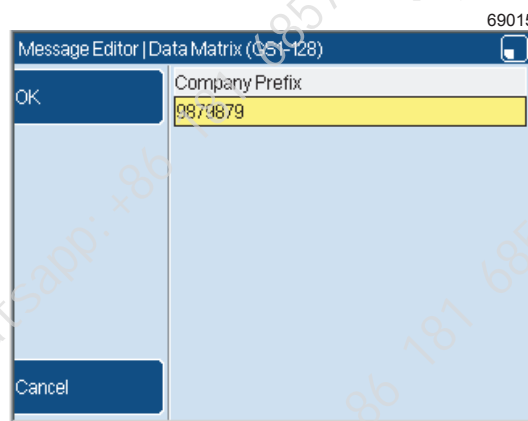 69015
Message Editor | Data Matrix (GS1-128)
OK
Company Prefix
9879879
Cancel